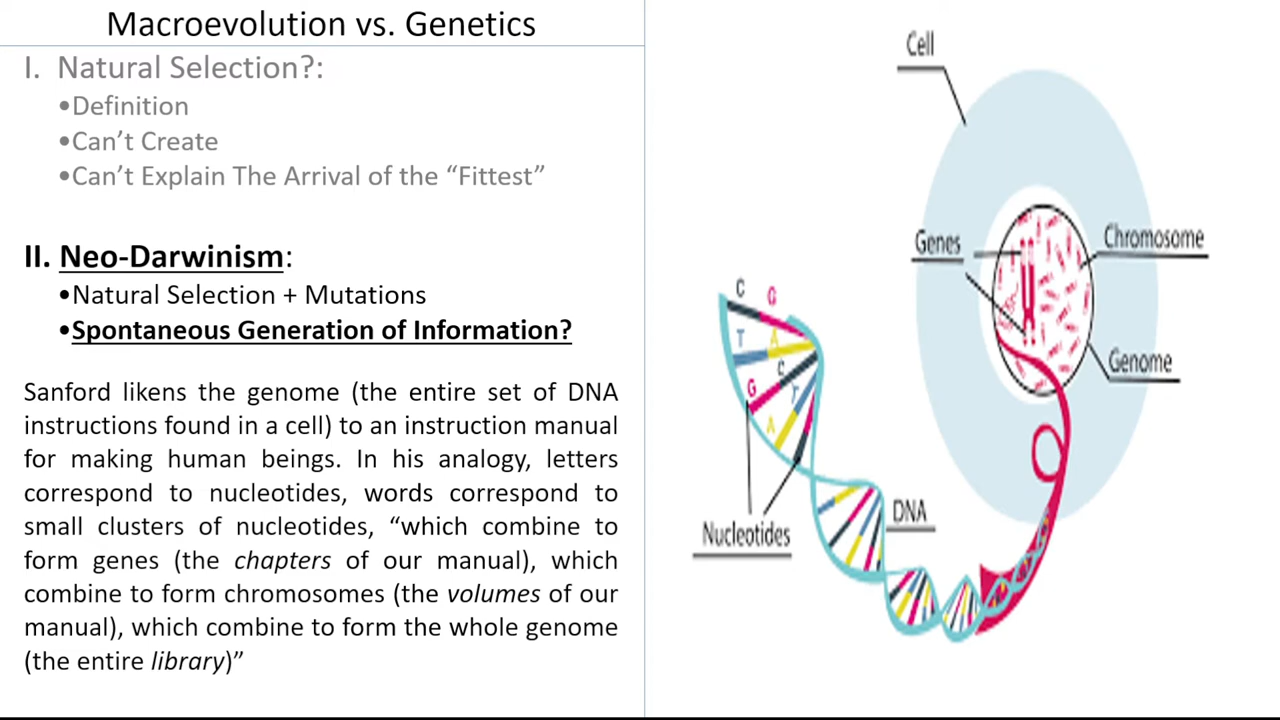 Macroevolution vs. Genetics
I. Natural Selection?:
•Definition
•Can’t Create
•Can’t Explain The Arrival of the “Fittest”
II. Neo-Darwinism:
•Natural Selection + Mutations
•Spontaneous Generation of Information?
Sanford likens the genome (the entire set of DNA
instructions found in a cell) to an instruction manual
for making human beings. In his analogy, letters
correspond to nucleotides, words correspond to
small clusters of nucleotides, “which combine to
form genes (the chapters of our manual), which
combine to form chromosomes (the volumes of our
manual), which combine to form the whole genome
(the entire library)”
Cell
Genes
Chromosome
Genome
C G
T A
C
G T
A
Nucleotides
DNA